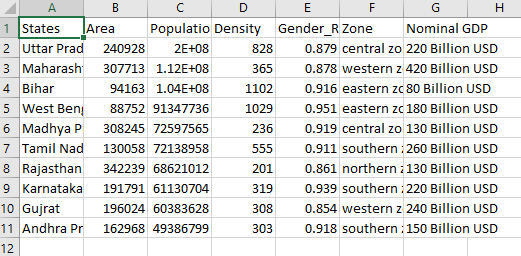 A B C D E F G H
1 States Area Populatio Density Gender_R Zone Nominal GDP
2 Uttar Prad 240928 2E+08 828 0.879 central zo 220 Billion USD
3 Maharash 307713 1.12E+08 365 0.878 western z 420 Billion USD
4 Bihar 94163 1.04E+08 1102 0.916 eastern zo 80 Billion USD
5 West Beng 88752 91347736 1029 0.951 eastern zo 180 Billion USD
6 Madhya P 308245 72597565 236 0.919 central zo 130 Billion USD
7 Tamil Nad 130058 72138958 555 0.911 southern 260 Billion USD
8 Rajasthan 342239 68621012 201 0.861 northern 130 Billion USD
9 Karnataka 191791 61130704 319 0.939 southern 220 Billion USD
10 Gujrat 196024 60383628 308 0.854 western z 240 Billion USD
11 Andhra Pr 162968 49386799 303 0.918 southern 150 Billion USD
12